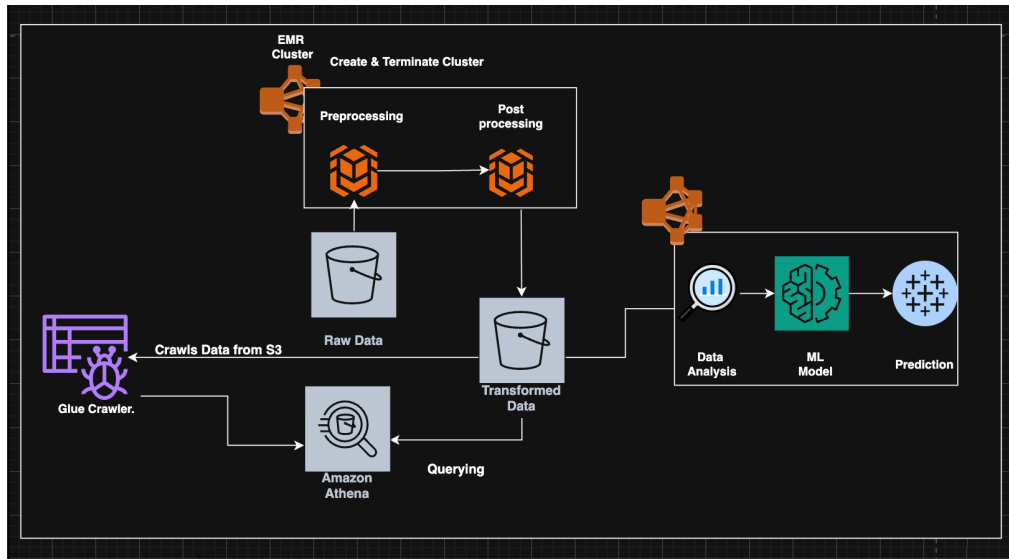 EMR
Cluster
Create & Terminate Cluster
Preprocessing
Post
processing
Raw Data
Crawls Data from S3
Glue Crawler.
Transformed
Data
Amazon
Athena
Querying
Data
Analysis
ML
Model
Prediction